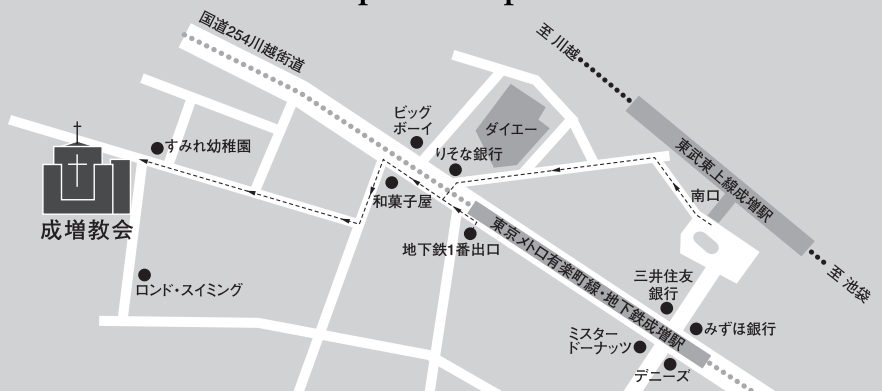 国道254川越街道
至 川越
ビッグ
ボーイ
ダイエー
すみれ幼稚園
りそな銀行
東武東上線成増駅
南口
和菓子屋
成増教会
地下鉄1番出口
東京メトロ有楽町線・地下鉄成増駅
至 池袋
三井住友
銀行
ロンド・スイミング
みずほ銀行
ミスター
ドーナッツ
デニーズ